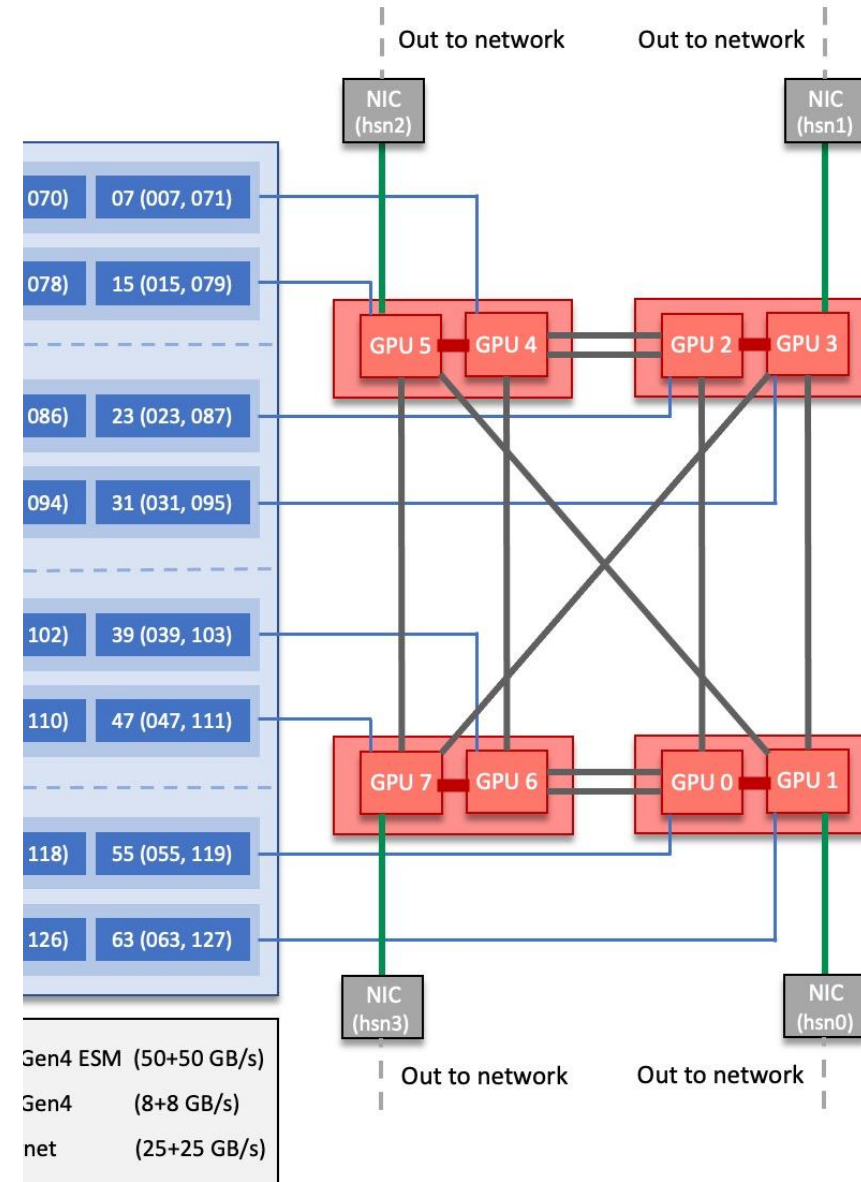 Out to network
Out to network
NIC
(hsn2)
NIC
(hsn1)
070)
07 (007, 071)
078)
15 (015, 079)
GPU 5
GPU 4
GPU 2
GPU 3
086)
23 (023, 087)
094)
31 (031, 095)
102)
39 (039, 103)
110)
47 (047, 111)
GPU 7
GPU 6
GPU 0
GPU 1
118)
55 (055, 119)
126)
63 (063, 127)
NIC
(hsn3)
NIC
(hsn0)
Out to network
Out to network
Gen4 ESM (50+50 GB/s)
Gen4 (8+8 GB/s)
net (25+25 GB/s)